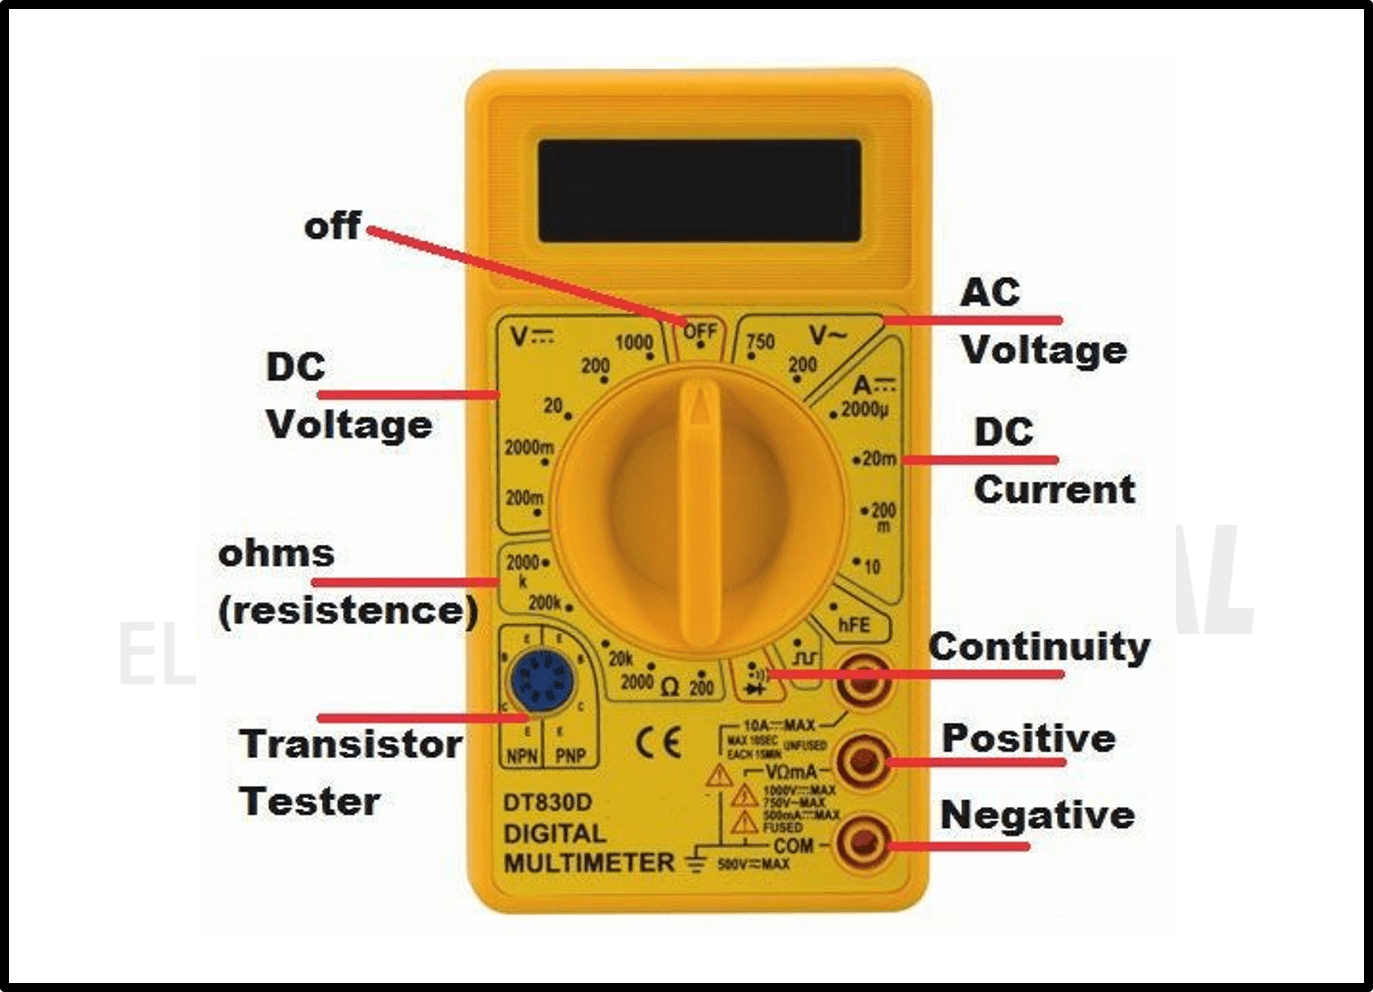 off
AC
Voltage
DC
Voltage
DC
Current
ohms
(resistence)
Continuity
Transistor
Tester
Positive
Negative
OFF
V
1000
200
20
2000m
200m
750
V~
200
A
2000µ
20m
200
m
10
hFE
2000
k
200k
20k
2000
Ω
200
E E
B B
C C
E E
NPN PNP
CE
10A⎓MAX
MAX 10SEC
EACH 15MIN
UNFUSED
VΩmA
1000V⎓MAX
750V~MAX
500mA⎓MAX
FUSED
COM
500V≂MAX
DT830D
DIGITAL
MULTIMETER
EL
AL